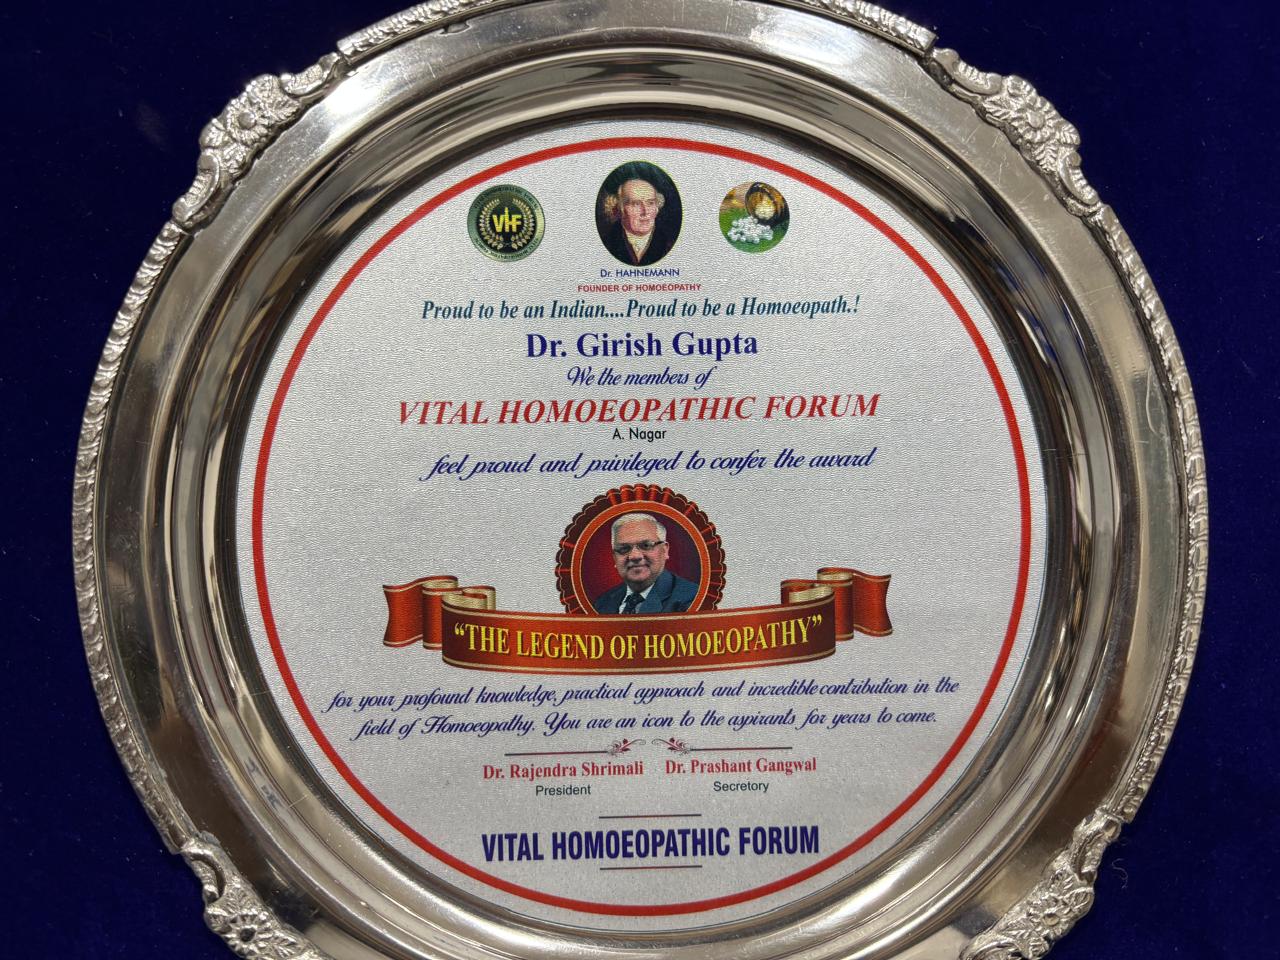 VHF
Dr. HAHNEMANN
FOUNDER OF HOMOEOPATHY
Proud to be an Indian....Proud to be a Homoeopath.!
Dr. Girish Gupta
We the members of
VITAL HOMOEOPATHIC FORUM
A. Nagar
feel proud and privileged to confer the award
“THE LEGEND OF HOMOEOPATHY”
for your profound knowledge, practical approach and incredible contribution in the
field of Homoeopathy. You are an icon to the aspirants for years to come.
Dr. Rajendra Shrimali Dr. Prashant Gangwal
President Secretary
VITAL HOMOEOPATHIC FORUM